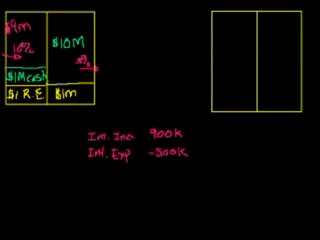 $9M
10%
$10M
$1M cash
$1 R.E.
$1M
Int. Inc 900k
Int. Exp -500k